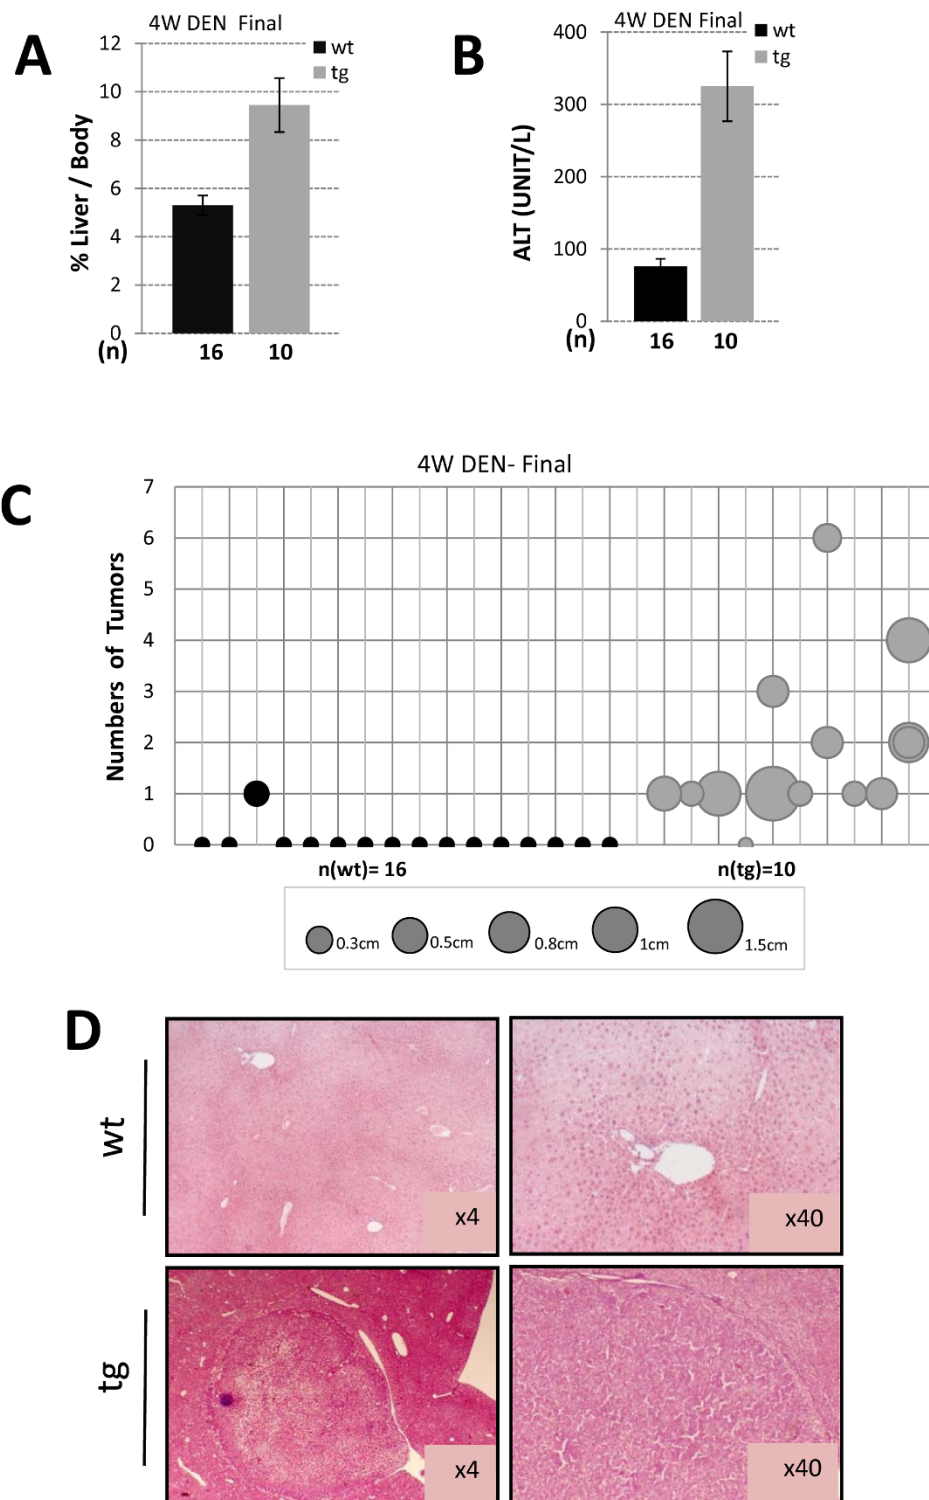 A
4W DEN  Final
wt
tg
% Liver / Body
12
10
8
6
4
2
0
(n)
16
10
B
4W DEN Final
wt
tg
ALT (UNIT/L)
400
300
200
100
0
(n)
16
10
C
4W DEN- Final
Numbers of Tumors
7
6
5
4
3
2
1
0
n(wt)= 16
n(tg)=10
0.3cm
0.5cm
0.8cm
1cm
1.5cm
D
wt
x4
x40
tg
x4
x40